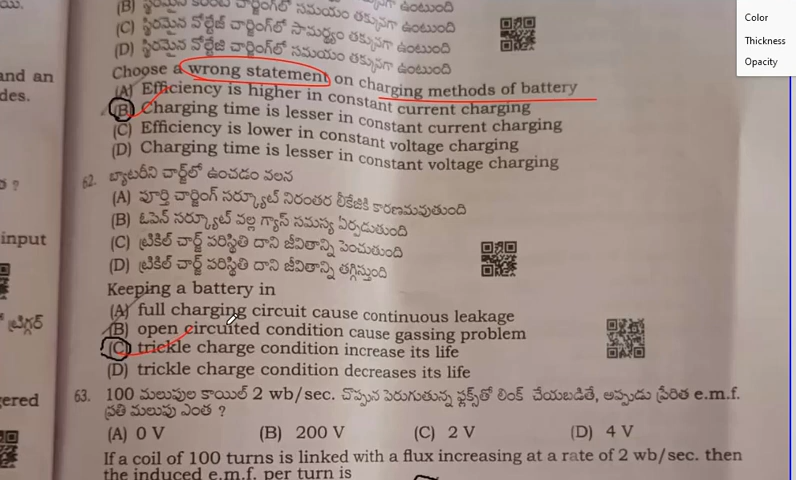 యి.
and an
des.
ం ?
input
ట్రిగ్గర్
gered
(B) స్థిరమైన కరెంట్ చార్జింగ్‌లో సమయం తక్కువగా ఉంటుంది
(C) స్థిరమైన వోల్టేజీ చార్జింగ్‌లో సామర్థ్యం తక్కువగా ఉంటుంది
(D) స్థిరమైన వోల్టేజీ చార్జింగ్‌లో సమయం తక్కువగా ఉంటుంది
Choose a wrong statement on charging methods of battery
(A) Efficiency is higher in constant current charging
(B) Charging time is lesser in constant current charging
(C) Efficiency is lower in constant voltage charging
(D) Charging time is lesser in constant voltage charging
62. బ్యాటరీని చార్జ్‌లో ఉంచడం వలన
(A) పూర్తి చార్జింగ్ సర్క్యూట్ నిరంతర లీకేజికి కారణమవుతుంది
(B) ఓపెన్ సర్క్యూట్ వల్ల గ్యాస్ సమస్య ఏర్పడుతుంది
(C) ట్రికిల్ చార్జ్ పరిస్థితి దాని జీవితాన్ని పెంచుతుంది
(D) ట్రికిల్ చార్జ్ పరిస్థితి దాని జీవితాన్ని తగ్గిస్తుంది
Keeping a battery in
(A) full charging circuit cause continuous leakage
(B) open circuited condition cause gassing problem
(C) trickle charge condition increase its life
(D) trickle charge condition decreases its life
63. 100 మలుపుల కాయిల్ 2 wb/sec. చొప్పున పెరుగుతున్న ఫ్లక్స్‌తో లింక్ చేయబడితే, అప్పుడు ప్రేరిత e.m.f.
ప్రతి మలుపు ఎంత ?
(A) 0 V (B) 200 V (C) 2 V (D) 4 V
If a coil of 100 turns is linked with a flux increasing at a rate of 2 wb/sec. then
the induced e.m.f. per turn is
Color
Thickness
Opacity